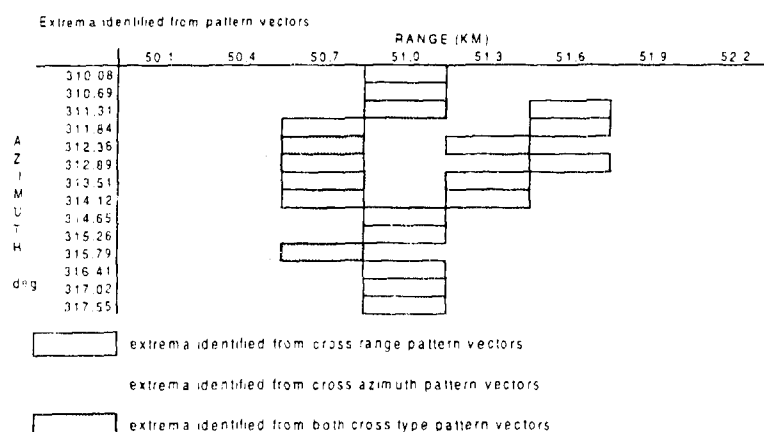 Extrema identified from pattern vectors
RANGE (KM)
50.1 50.4 50.7 51.0 51.3 51.6 51.9 52.2
AZIMUTH deg
310.08
310.69
311.31
311.84
312.36
312.89
313.51
314.12
314.65
315.26
315.79
316.41
317.02
317.55
extrema identified from cross range pattern vectors
extrema identified from cross azimuth pattern vectors
extrema identified from both cross type pattern vectors